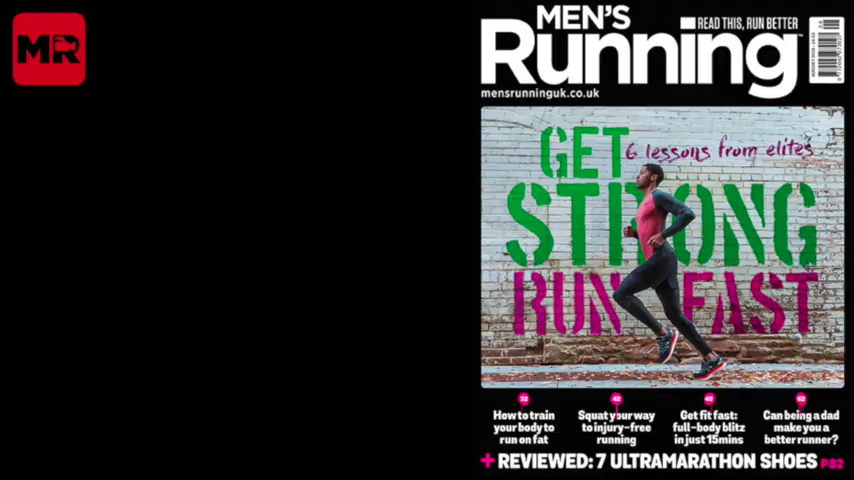 MR
MEN'S
READ THIS, RUN BETTER
Running
mensrunninguk.co.uk
GET
6 lessons from elites
STRONG
RUN FAST
32
How to train
your body to
run on fat
42
Squat your way
to injury-free
running
48
Get fit fast:
full-body blitz
in just 15mins
62
Can being a dad
make you a
better runner?
+ REVIEWED: 7 ULTRAMARATHON SHOES P82